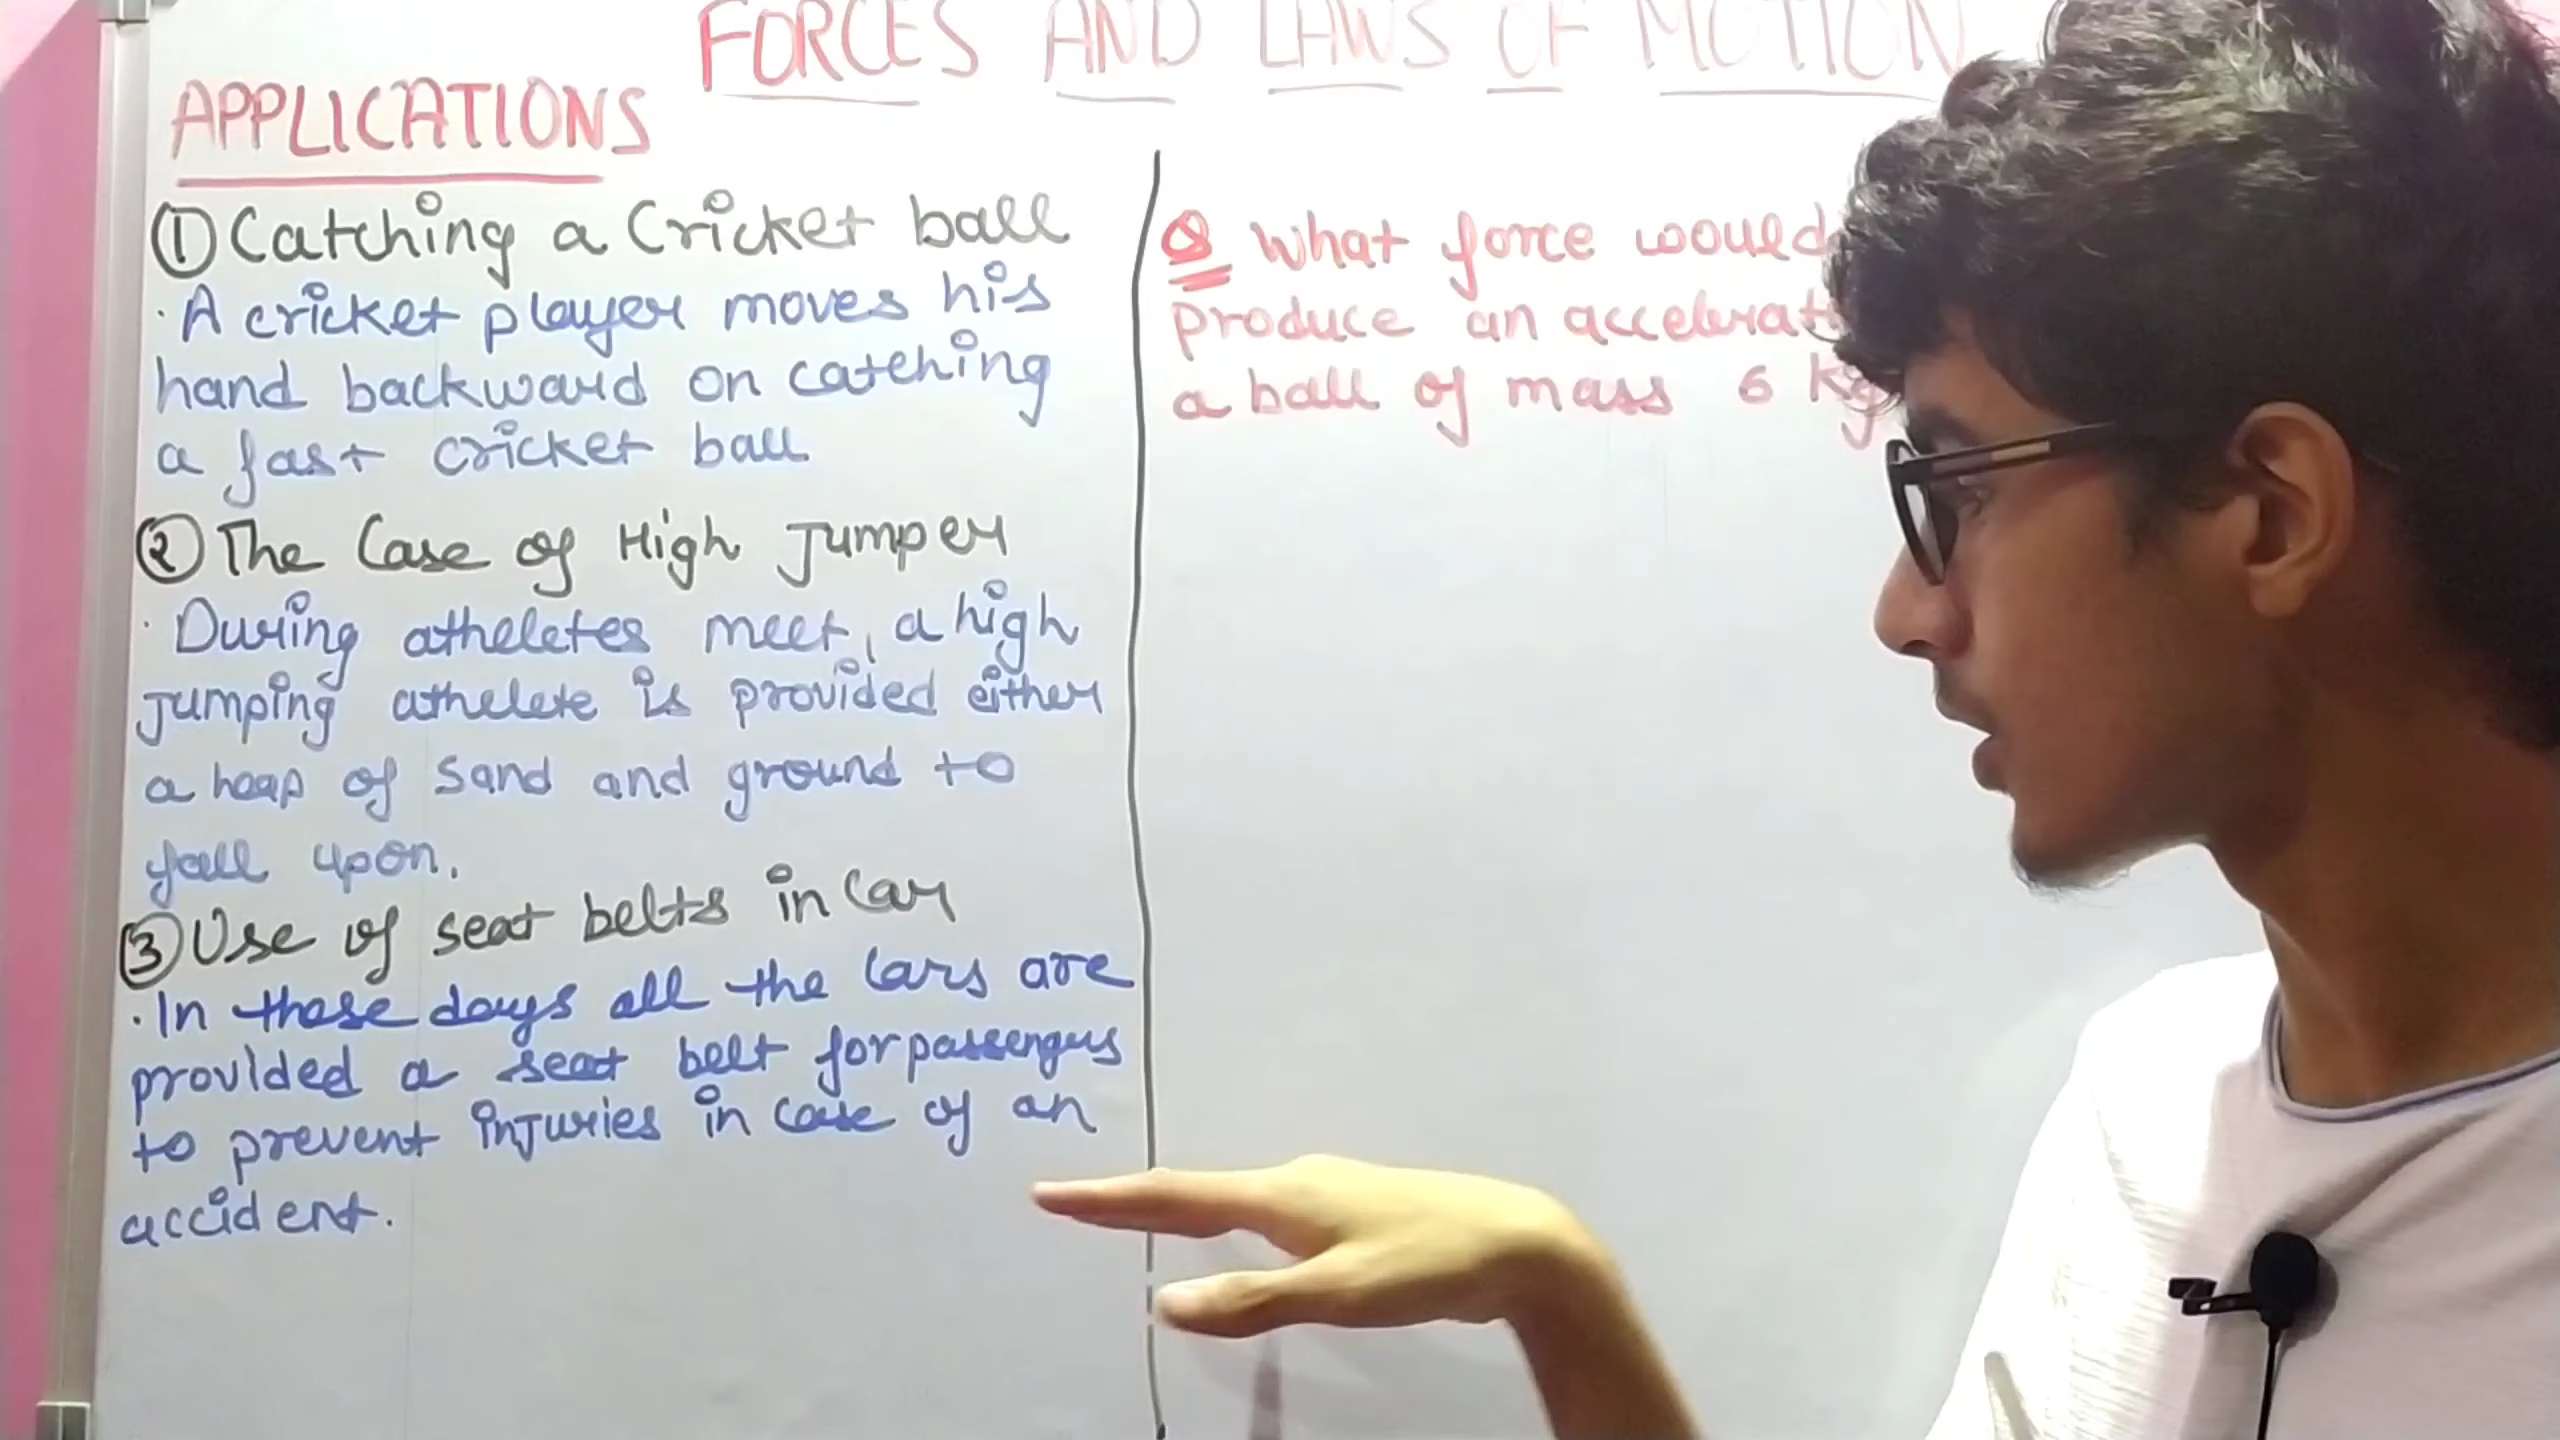 FORCES AND LAWS OF MOTION
APPLICATIONS
① Catching a Cricket ball
· A cricket player moves his
hand backward on catching
a fast cricket ball
② The Case of High Jumper
· During atheletes meet, a high
jumping athelete is provided either
a heap of sand and ground to
fall upon.
③ Use of seat belts in Car
· In these days all the Cars are
provided a seat belt for passengers
to prevent injuries in case of an
accident.
Q What force would
produce an accelerati
a ball of mass 6 Kg